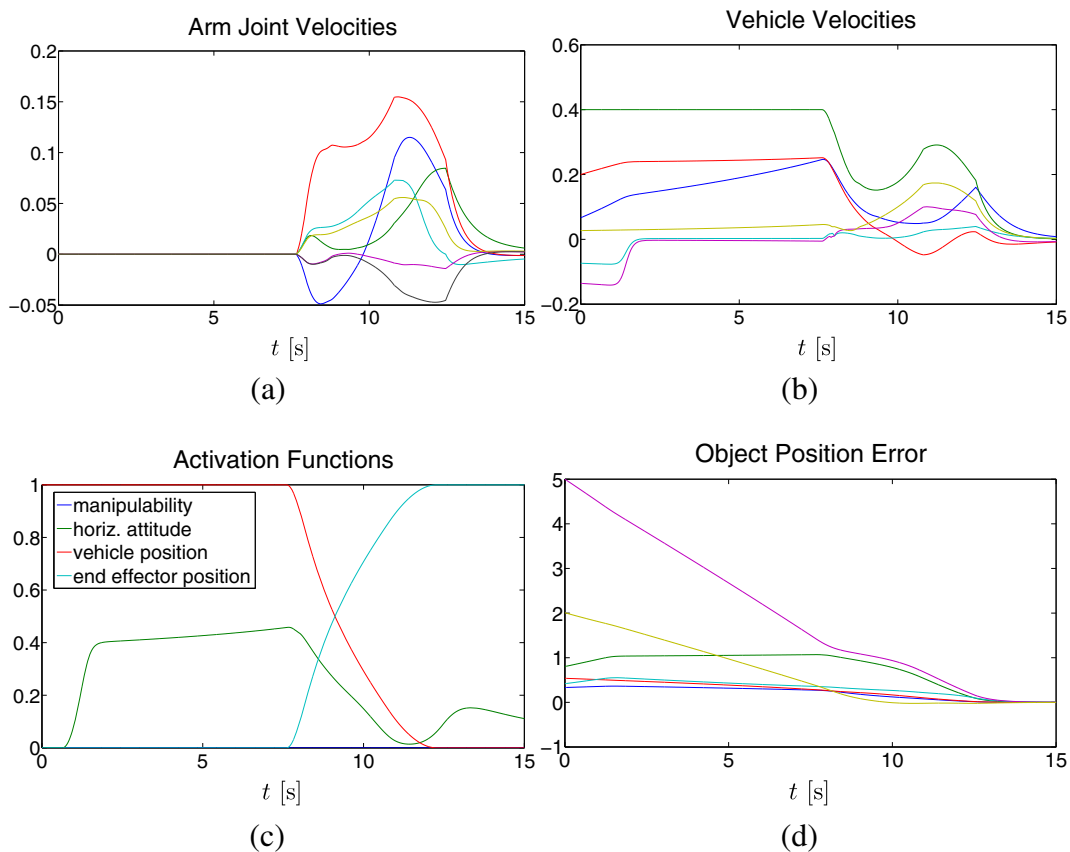 Arm Joint Velocities
0.2
0.15
0.1
0.05
0
−0.05
0 5 10 15
t [s]
(a)
Vehicle Velocities
0.6
0.4
0.2
0
−0.2
0 5 10 15
t [s]
(b)
Activation Functions
1
0.8
0.6
0.4
0.2
0
manipulability
horiz. attitude
vehicle position
end effector position
0 5 10 15
t [s]
(c)
Object Position Error
5
4
3
2
1
0
−1
0 5 10 15
t [s]
(d)